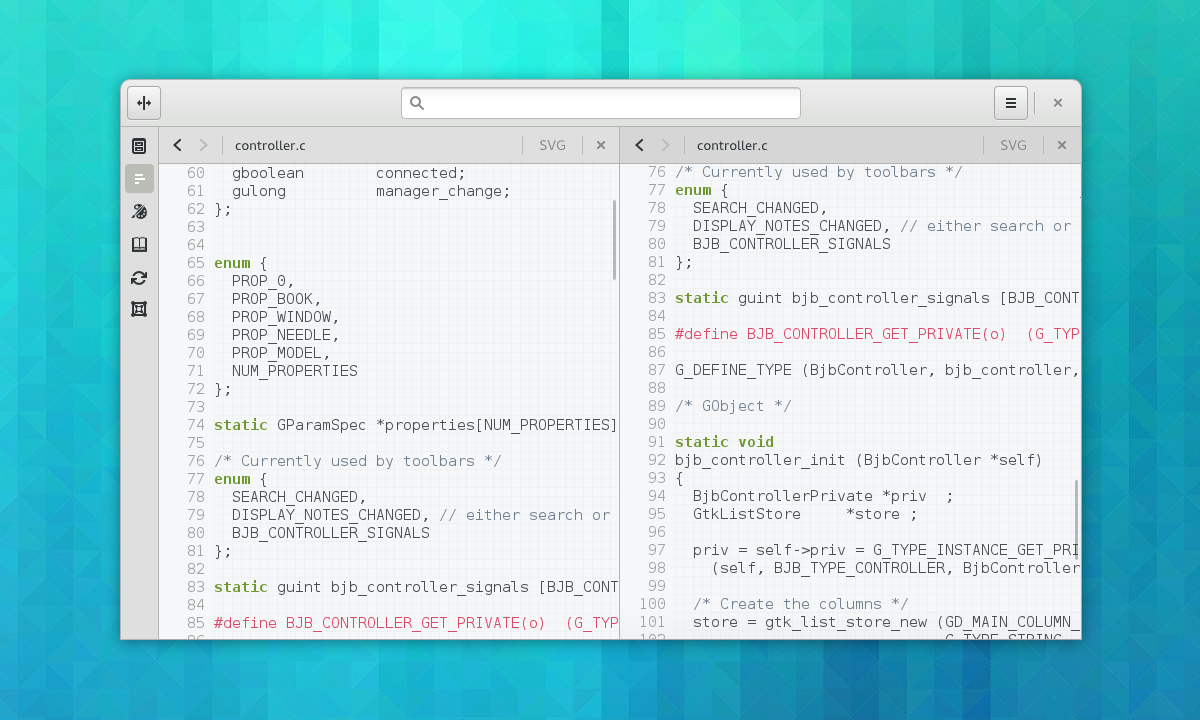 controller.c
SVG
60 gboolean connected;
61 gulong manager_change;
62 };
63
64
65 enum {
66 PROP_0,
67 PROP_BOOK,
68 PROP_WINDOW,
69 PROP_NEEDLE,
70 PROP_MODEL,
71 NUM_PROPERTIES
72 };
73
74 static GParamSpec *properties[NUM_PROPERTIES]
75
76 /* Currently used by toolbars */
77 enum {
78 SEARCH_CHANGED,
79 DISPLAY_NOTES_CHANGED, // either search or
80 BJB_CONTROLLER_SIGNALS
81 };
82
83 static guint bjb_controller_signals [BJB_CONT
84
85 #define BJB_CONTROLLER_GET_PRIVATE(o) (G_TYP
controller.c
SVG
76 /* Currently used by toolbars */
77 enum {
78 SEARCH_CHANGED,
79 DISPLAY_NOTES_CHANGED, // either search or
80 BJB_CONTROLLER_SIGNALS
81 };
82
83 static guint bjb_controller_signals [BJB_CONT
84
85 #define BJB_CONTROLLER_GET_PRIVATE(o) (G_TYP
86
87 G_DEFINE_TYPE (BjbController, bjb_controller,
88
89 /* GObject */
90
91 static void
92 bjb_controller_init (BjbController *self)
93 {
94 BjbControllerPrivate *priv ;
95 GtkListStore *store ;
96
97 priv = self->priv = G_TYPE_INSTANCE_GET_PRI
98 (self, BJB_TYPE_CONTROLLER, BjbController
99
100 /* Create the columns */
101 store = gtk_list_store_new (GD_MAIN_COLUMN_
102 G_TYPE_STRING